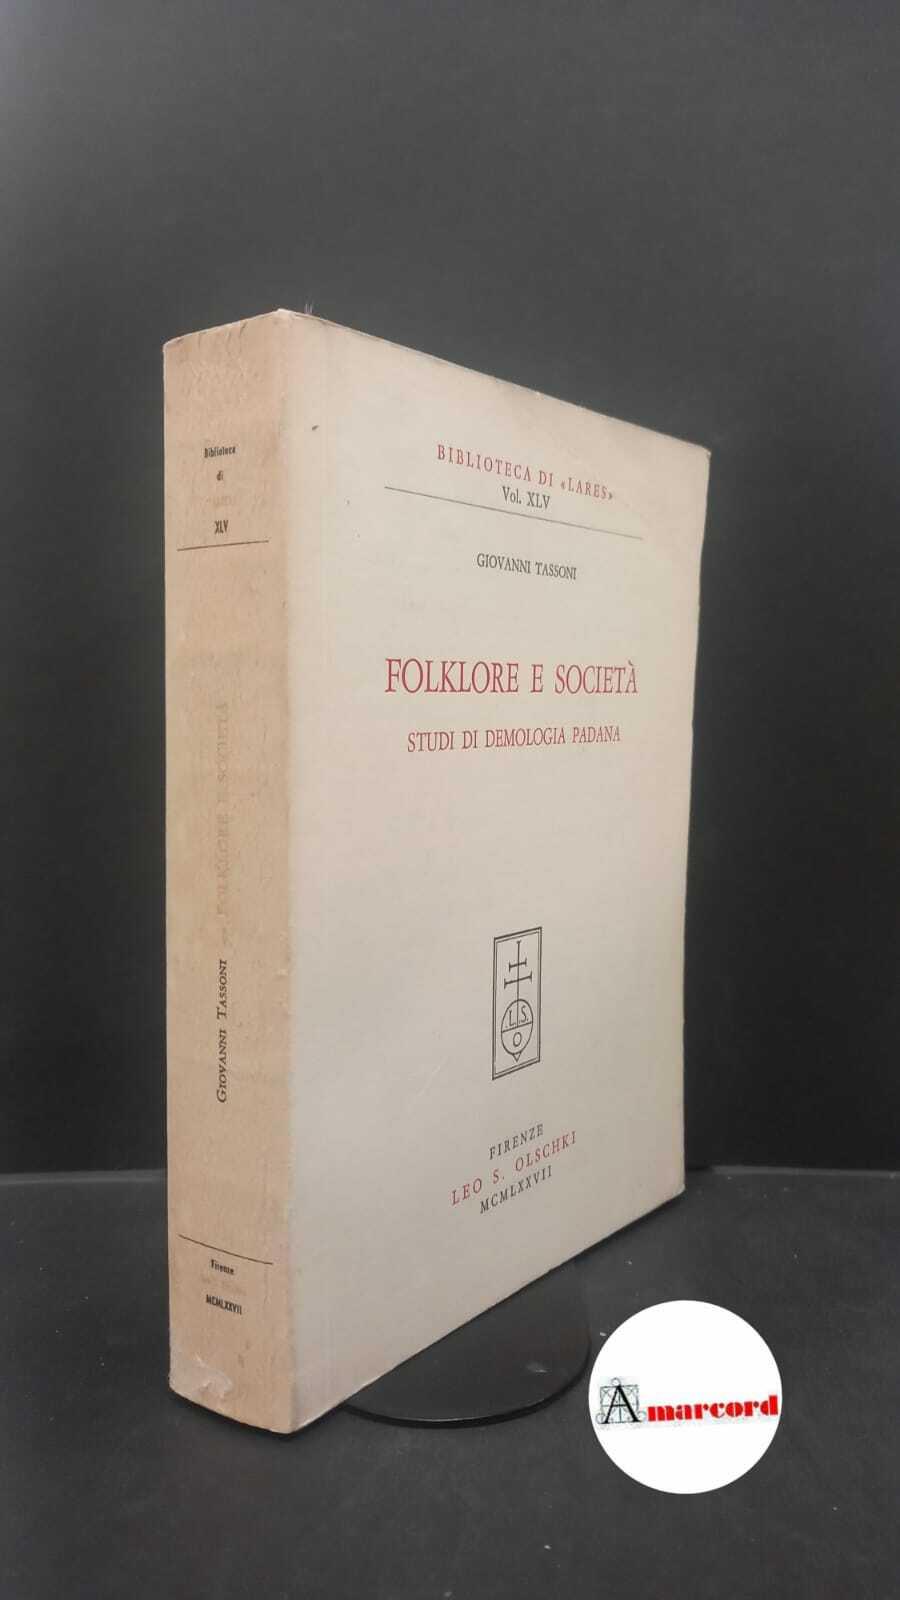 Biblioteca
di
XLV
GIOVANNI TASSONI — FOLKLORE E SOCIETÀ
Firenze
MCMLXXVII
BIBLIOTECA DI «LARES»
Vol. XLV
GIOVANNI TASSONI
FOLKLORE E SOCIETÀ
STUDI DI DEMOLOGIA PADANA
.L.S.
O
FIRENZE
LEO S. OLSCHKI
MCMLXXVII
Amarcord